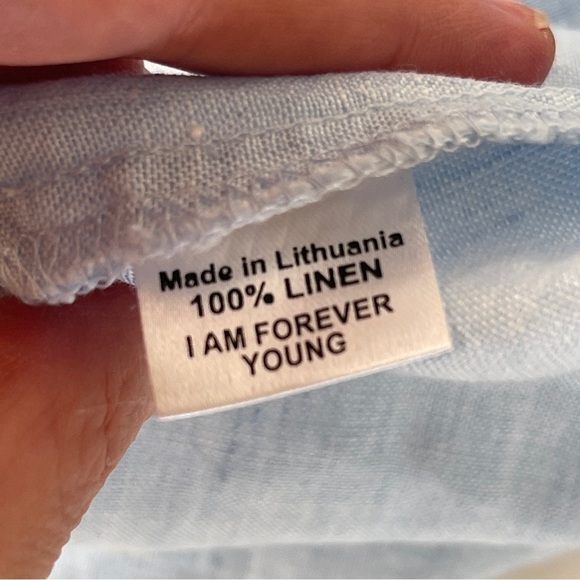 Made in Lithuania
100% LINEN
I AM FOREVER
YOUNG